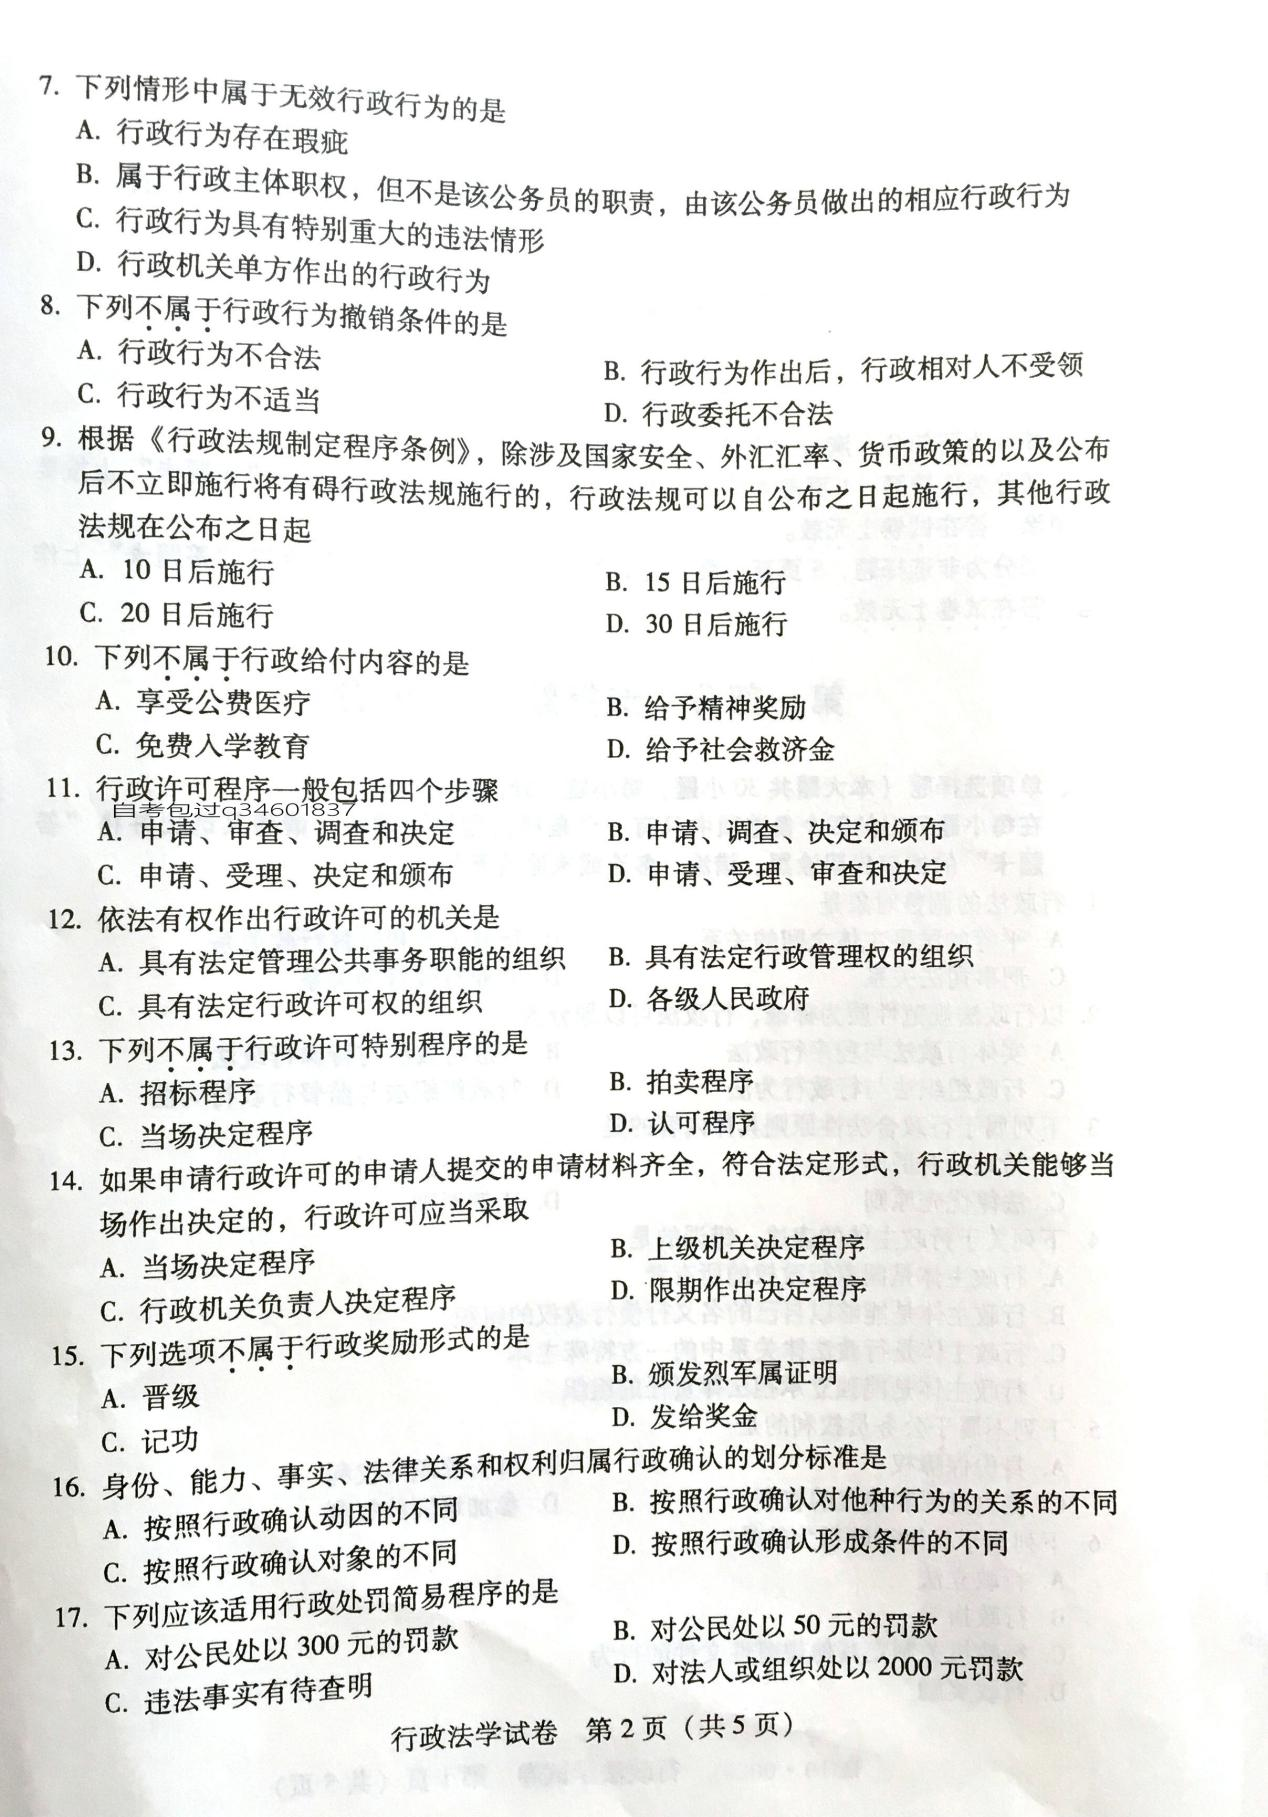 7. 下列情形中属于无效行政行为的是
A. 行政行为存在瑕疵
B. 属于行政主体职权，但不是该公务员的职责，由该公务员做出的相应行政行为
C. 行政行为具有特别重大的违法情形
D. 行政机关单方作出的行政行为
8. 下列不属于行政行为撤销条件的是
A. 行政行为不合法
B. 行政行为作出后，行政相对人不受领
C. 行政行为不适当
D. 行政委托不合法
9. 根据《行政法规制定程序条例》，除涉及国家安全、外汇汇率、货币政策的以及公布
后不立即施行将有碍行政法规施行的，行政法规可以自公布之日起施行，其他行政
法规在公布之日起
A. 10 日后施行
B. 15 日后施行
C. 20 日后施行
D. 30 日后施行
10. 下列不属于行政给付内容的是
A. 享受公费医疗
B. 给予精神奖励
C. 免费入学教育
D. 给予社会救济金
11. 行政许可程序一般包括四个步骤
自考包过q34601837
A. 申请、审查、调查和决定
B. 申请、调查、决定和颁布
C. 申请、受理、决定和颁布
D. 申请、受理、审查和决定
12. 依法有权作出行政许可的机关是
A. 具有法定管理公共事务职能的组织
B. 具有法定行政管理权的组织
C. 具有法定行政许可权的组织
D. 各级人民政府
13. 下列不属于行政许可特别程序的是
A. 招标程序
B. 拍卖程序
C. 当场决定程序
D. 认可程序
14. 如果申请行政许可的申请人提交的申请材料齐全，符合法定形式，行政机关能够当
场作出决定的，行政许可应当采取
A. 当场决定程序
B. 上级机关决定程序
C. 行政机关负责人决定程序
D. 限期作出决定程序
15. 下列选项不属于行政奖励形式的是
A. 晋级
B. 颁发烈军属证明
C. 记功
D. 发给奖金
16. 身份、能力、事实、法律关系和权利归属行政确认的划分标准是
A. 按照行政确认动因的不同
B. 按照行政确认对他种行为的关系的不同
C. 按照行政确认对象的不同
D. 按照行政确认形成条件的不同
17. 下列应该适用行政处罚简易程序的是
A. 对公民处以 300 元的罚款
B. 对公民处以 50 元的罚款
C. 违法事实有待查明
D. 对法人或组织处以 2000 元罚款
行政法学试卷 第 2 页（共 5 页）